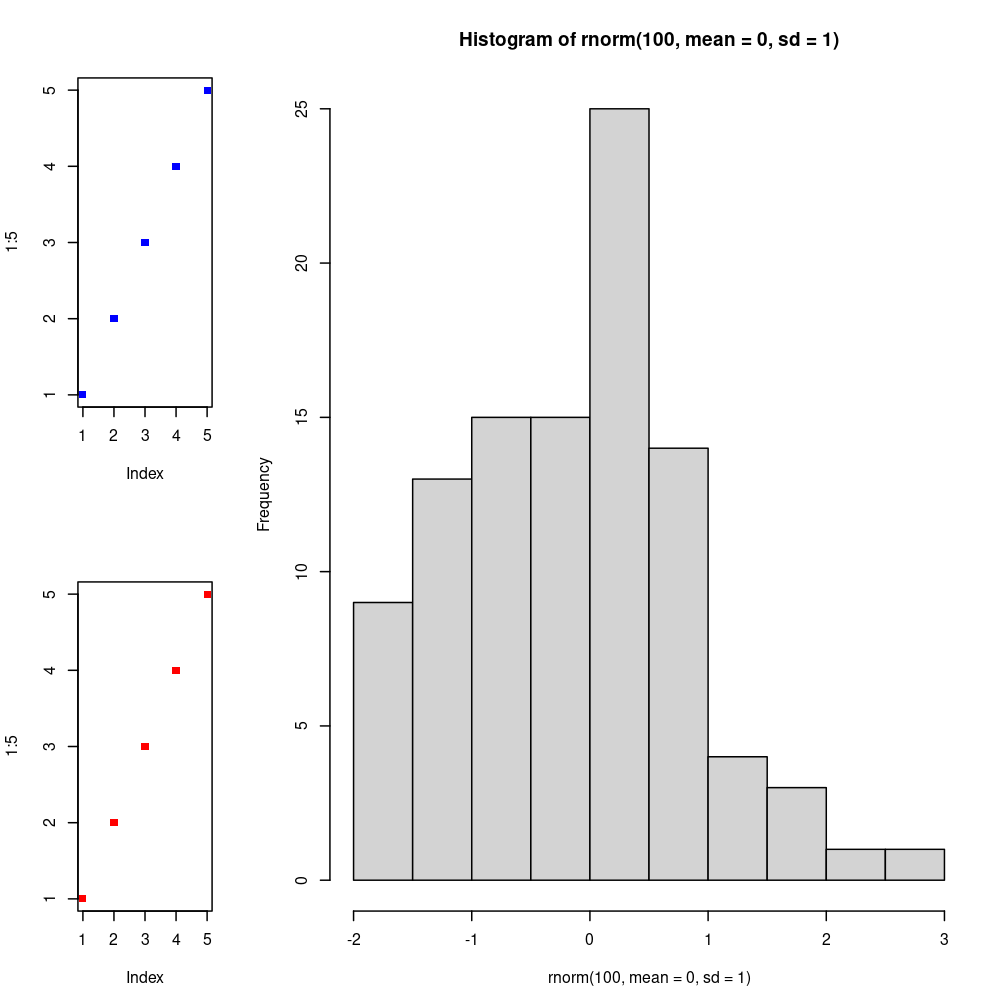 Histogram of rnorm(100, mean = 0, sd = 1)
5
4
3
2
1
1:5
1 2 3 4 5
Index
5
4
3
2
1
1:5
1 2 3 4 5
Index
25
20
15
10
5
0
Frequency
-2 -1 0 1 2 3
rnorm(100, mean = 0, sd = 1)